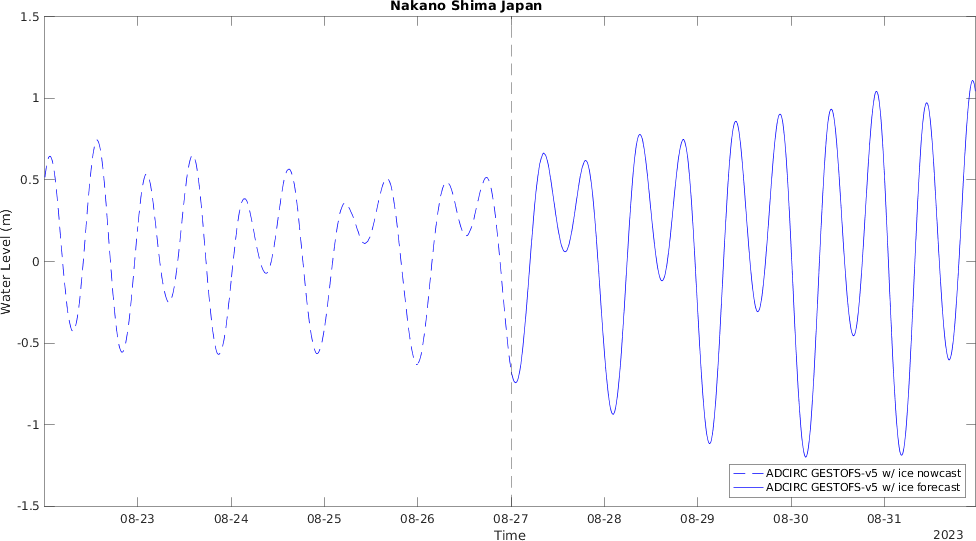 Nakano Shima Japan
1.5
1
0.5
0
-0.5
-1
-1.5
Water Level (m)
ADCIRC GESTOFS-v5 w/ ice nowcast
ADCIRC GESTOFS-v5 w/ ice forecast
08-23 08-24 08-25 08-26 08-27 08-28 08-29 08-30 08-31
Time
2023